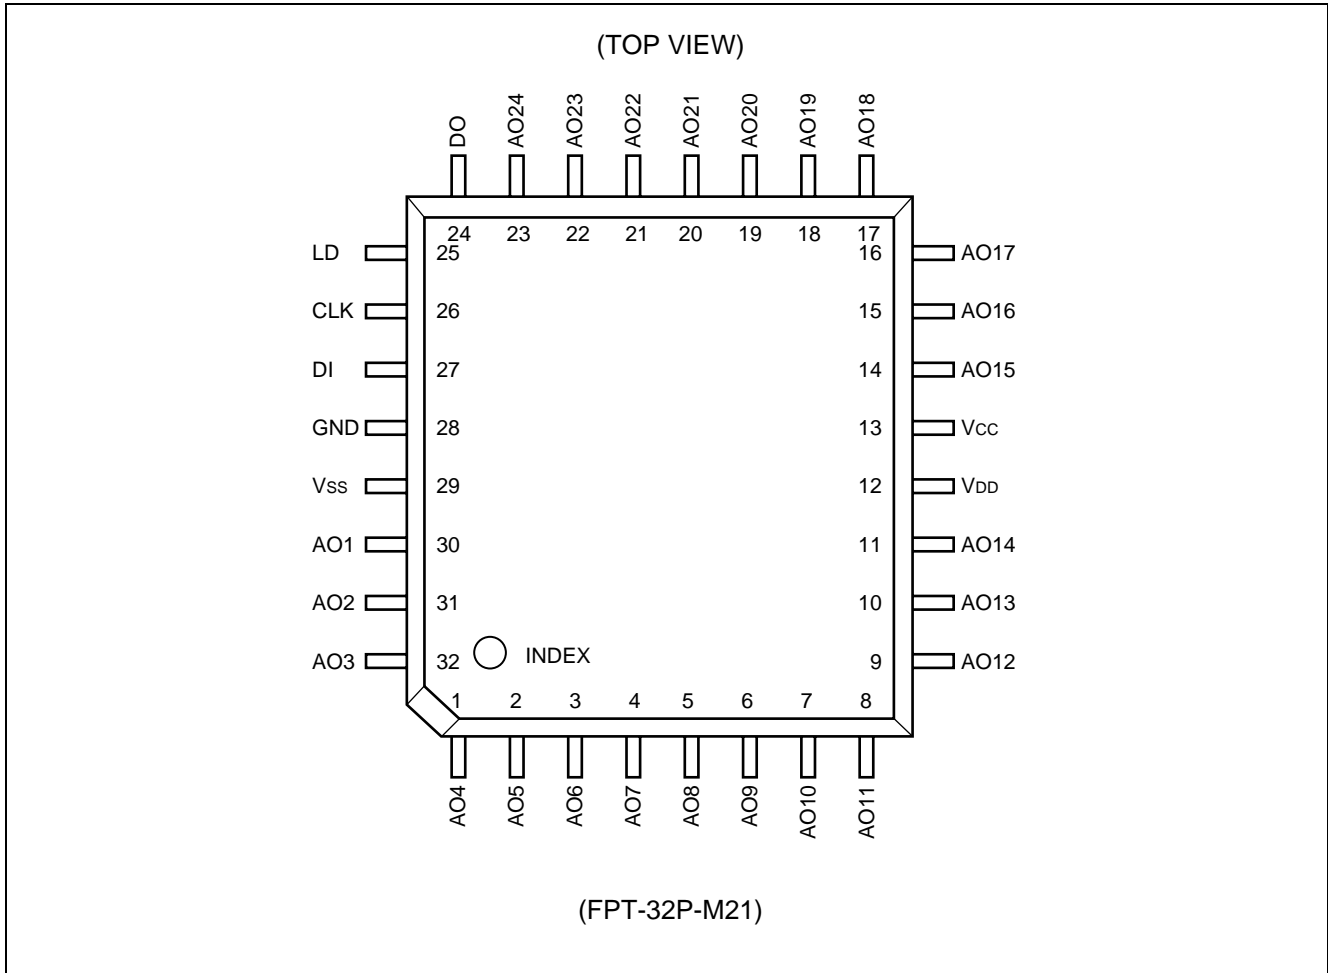 (TOP VIEW)
DO AO24 AO23 AO22 AO21 AO20 AO19 AO18
24 23 22 21 20 19 18 17
LD 25 16 AO17
CLK 26 15 AO16
DI 27 14 AO15
GND 28 13 VCC
VSS 29 12 VDD
AO1 30 11 AO14
AO2 31 10 AO13
AO3 32 INDEX 9 AO12
1 2 3 4 5 6 7 8
AO4 AO5 AO6 AO7 AO8 AO9 AO10 AO11
(FPT-32P-M21)